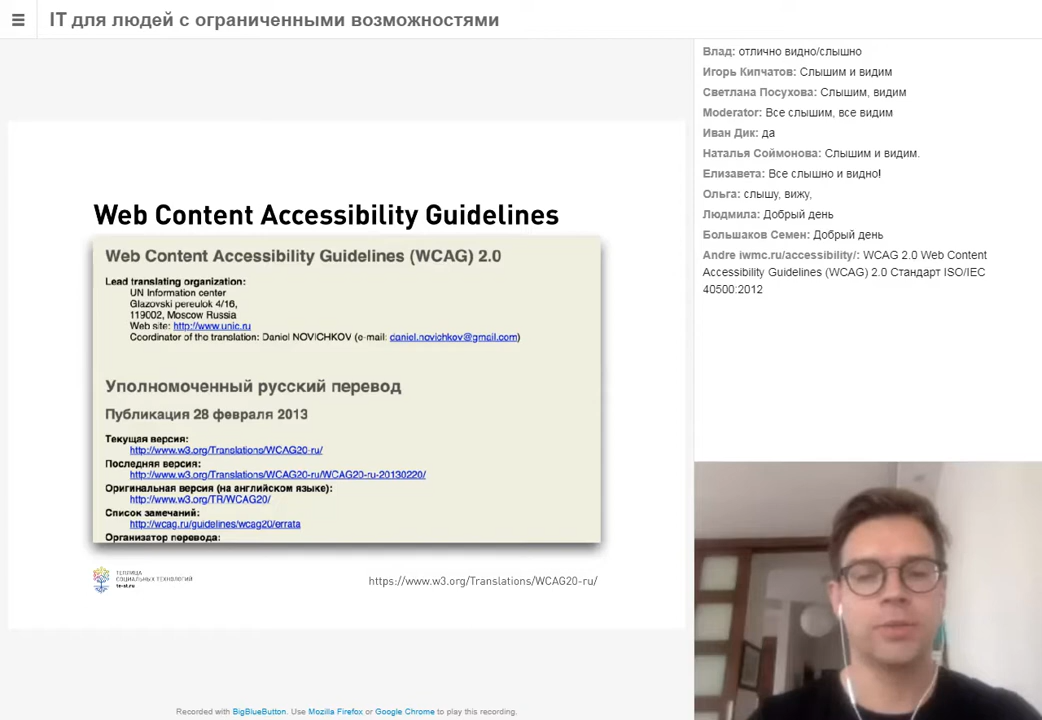 IT для людей с ограниченными возможностями
Web Content Accessibility Guidelines
Web Content Accessibility Guidelines (WCAG) 2.0
Lead translating organization:
UN Information center
Glazovski pereulok 4/16,
119002, Moscow Russia
Web site: http://www.unic.ru
Coordinator of the translation: Daniel NOVICHKOV (e-mail: daniel.novichkov@gmail.com)
Уполномоченный русский перевод
Публикация 28 февраля 2013
Текущая версия:
http://www.w3.org/Translations/WCAG20-ru/
Последняя версия:
http://www.w3.org/Translations/WCAG20-ru/WCAG20-ru-20130220/
Оригинальная версия (на английском языке):
http://www.w3.org/TR/WCAG20/
Список замечаний:
http://wcag.ru/guidelines/wcag20/errata
Организатор перевода:
ТЕПЛИЦА
СОЦИАЛЬНЫХ ТЕХНОЛОГИЙ
te-st.ru
https://www.w3.org/Translations/WCAG20-ru/
Влад: отлично видно/слышно
Игорь Кипчатов: Слышим и видим
Светлана Посухова: Слышим, видим
Moderator: Все слышим, все видим
Иван Дик: да
Наталья Соймонова: Слышим и видим.
Елизавета: Все слышно и видно!
Ольга: слышу, вижу,
Людмила: Добрый день
Большаков Семен: Добрый день
Andre iwmc.ru/accessibility/: WCAG 2.0 Web Content
Accessibility Guidelines (WCAG) 2.0 Стандарт ISO/IEC
40500:2012
Recorded with BigBlueButton. Use Mozilla Firefox or Google Chrome to play this recording.